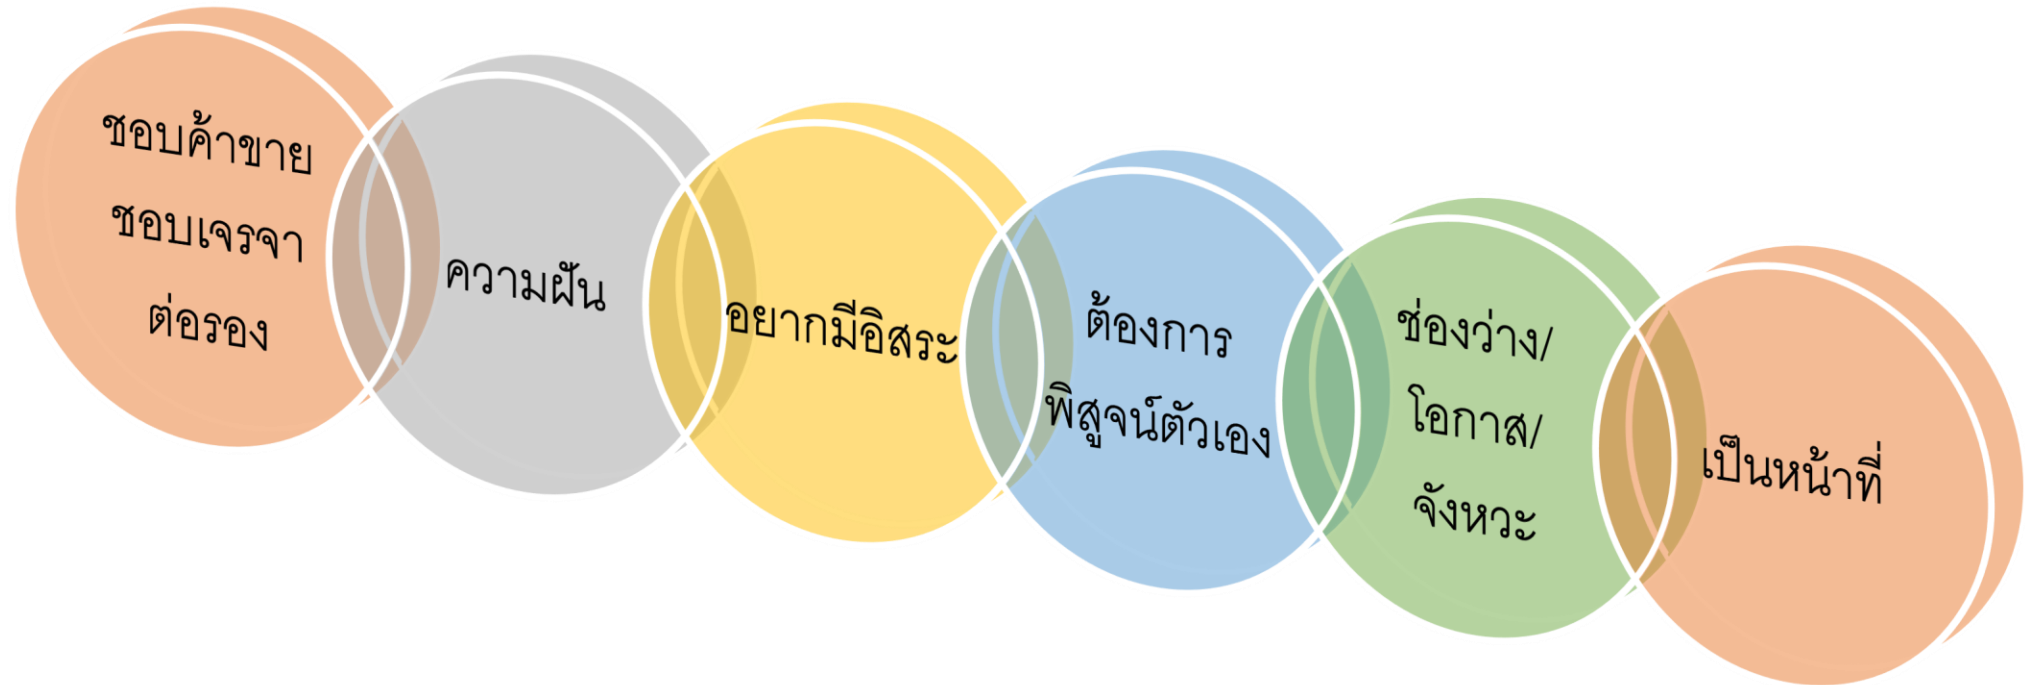 ชอบค้าขาย
ชอบเจรจา
ต่อรอง
ความฝัน
อยากมีอิสระ
ต้องการ
พิสูจน์ตัวเอง
ช่องว่าง/
โอกาส/
จังหวะ
เป็นหน้าที่